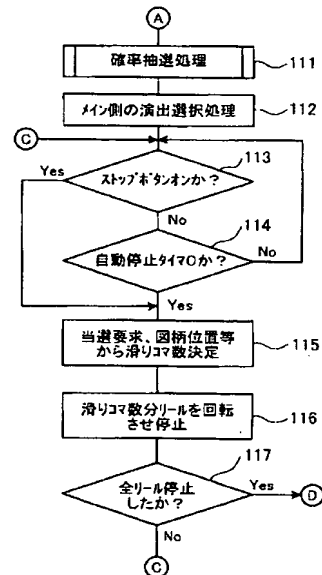 A
確率抽選処理
111
メイン側の演出選択処理
112
C
113
Yes
ストップボタンオンか？
No
114
自動停止タイマ0か？
No
Yes
当選要求、図柄位置等
から滑りコマ数決定
115
滑りコマ数分リールを回転
させ停止
116
117
全リール停止
したか？
Yes
D
No
C